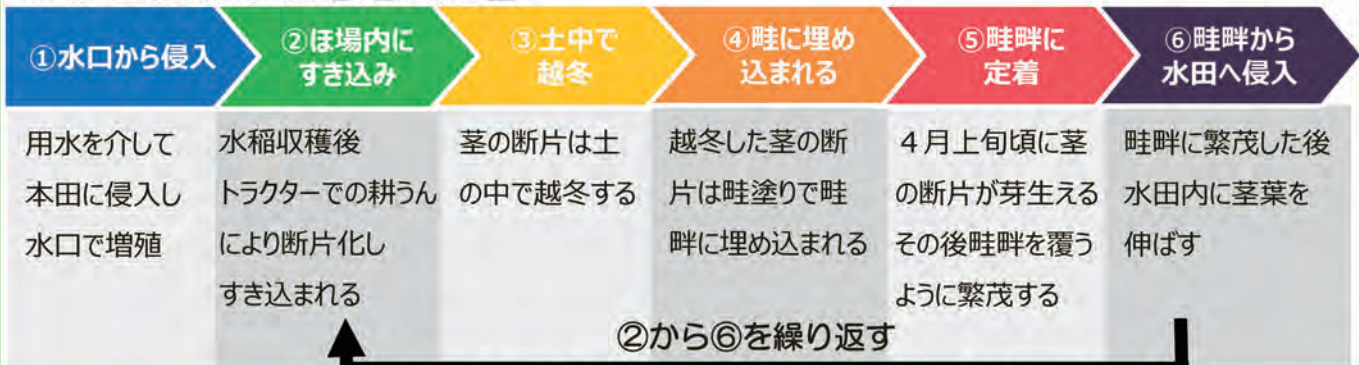 ①水口から侵入
②ほ場内に
すき込み
③土中で
越冬
④畦に埋め
込まれる
⑤畦畔に
定着
⑥畦畔から
水田へ侵入
用水を介して
本田に侵入し
水口で増殖
水稲収穫後
トラクターでの耕うん
により断片化し
すき込まれる
茎の断片は土
の中で越冬する
越冬した茎の断
片は畦塗りで畦
畔に埋め込まれる
4月上旬頃に茎
の断片が芽生える
その後畦畔を覆う
ように繁茂する
畦畔に繁茂した後
水田内に茎葉を
伸ばす
②から⑥を繰り返す